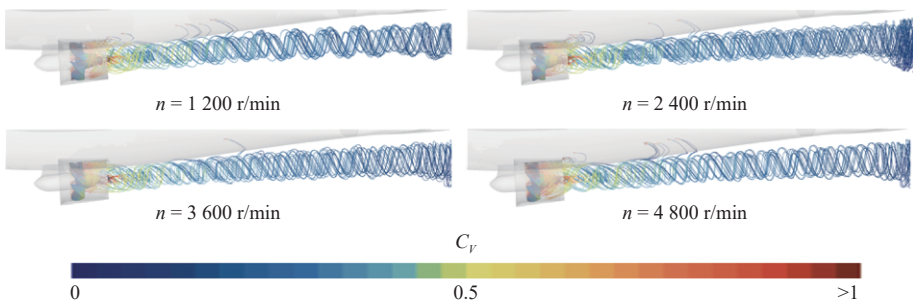 n = 1 200 r/min
n = 2 400 r/min
n = 3 600 r/min
n = 4 800 r/min
C_V
0 0.5 >1